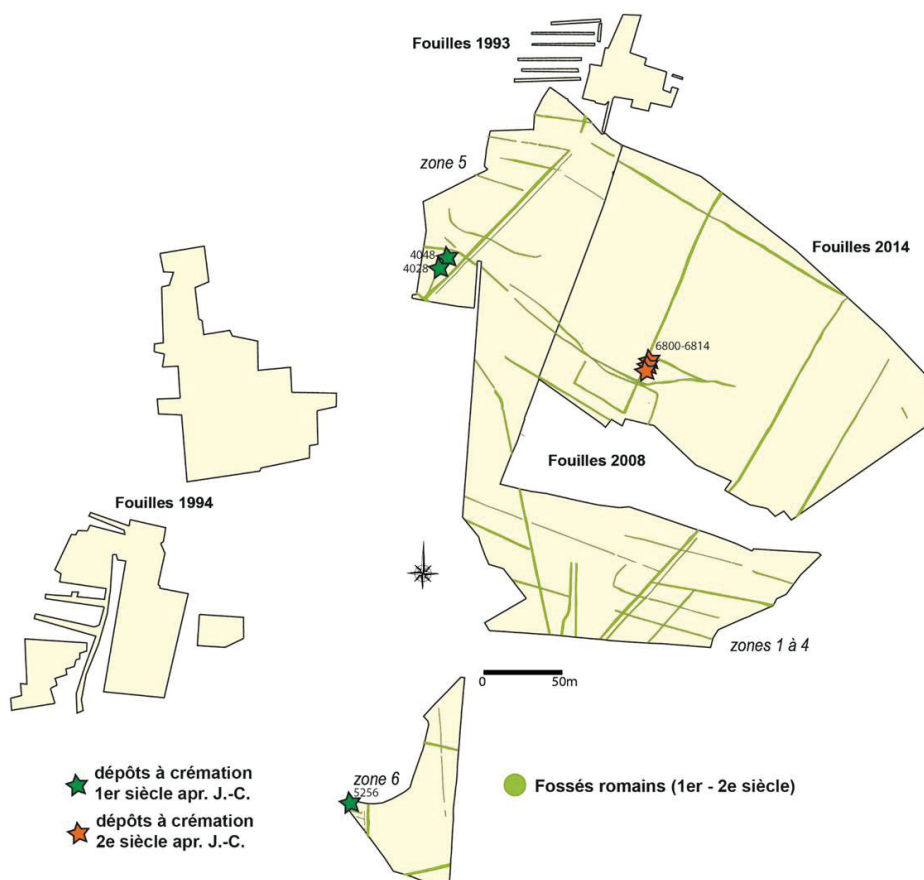 Fouilles 1993
zone 5
Fouilles 2014
4048
4028
6800-6814
Fouilles 2008
Fouilles 1994
zones 1 à 4
0
50m
zone 6
5256
dépôts à crémation
1er siècle apr. J.-C.
dépôts à crémation
2e siècle apr. J.-C.
Fossés romains (1er - 2e siècle)